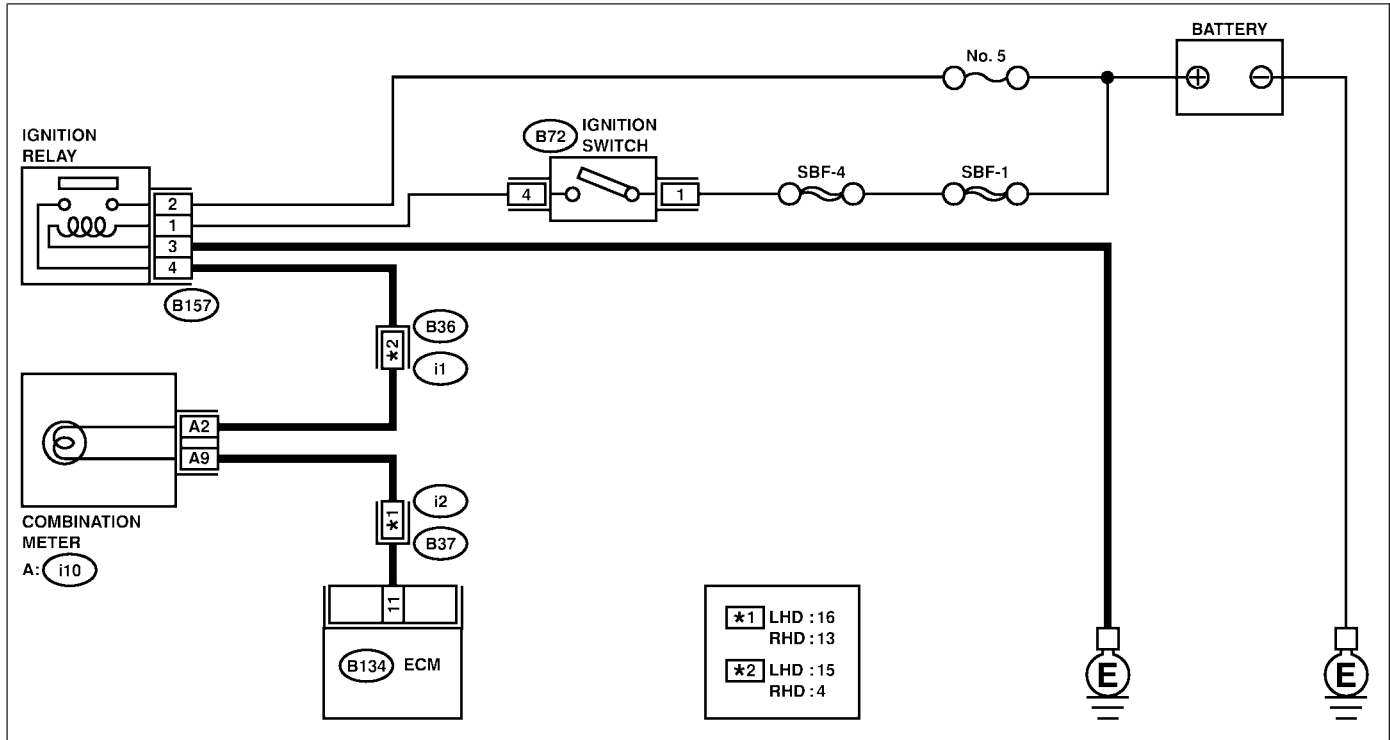 BATTERY
No. 5
IGNITION
RELAY
B72
IGNITION
SWITCH
SBF-4
SBF-1
4
1
2
1
3
4
B157
B36
*2
i1
A2
A9
i2
*1
B37
COMBINATION
METER
A: i10
11
B134 ECM
*1 LHD : 16
RHD : 13
*2 LHD : 15
RHD : 4
E
E